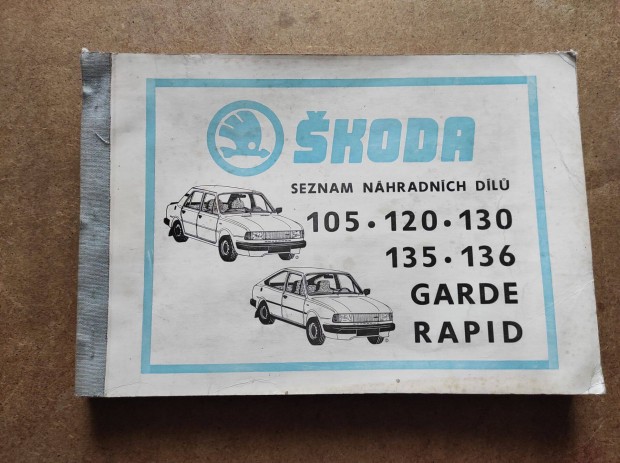 ŠKODA
SEZNAM NÁHRADNÍCH DÍLŮ
105 • 120 • 130
135 • 136
GARDE
RAPID